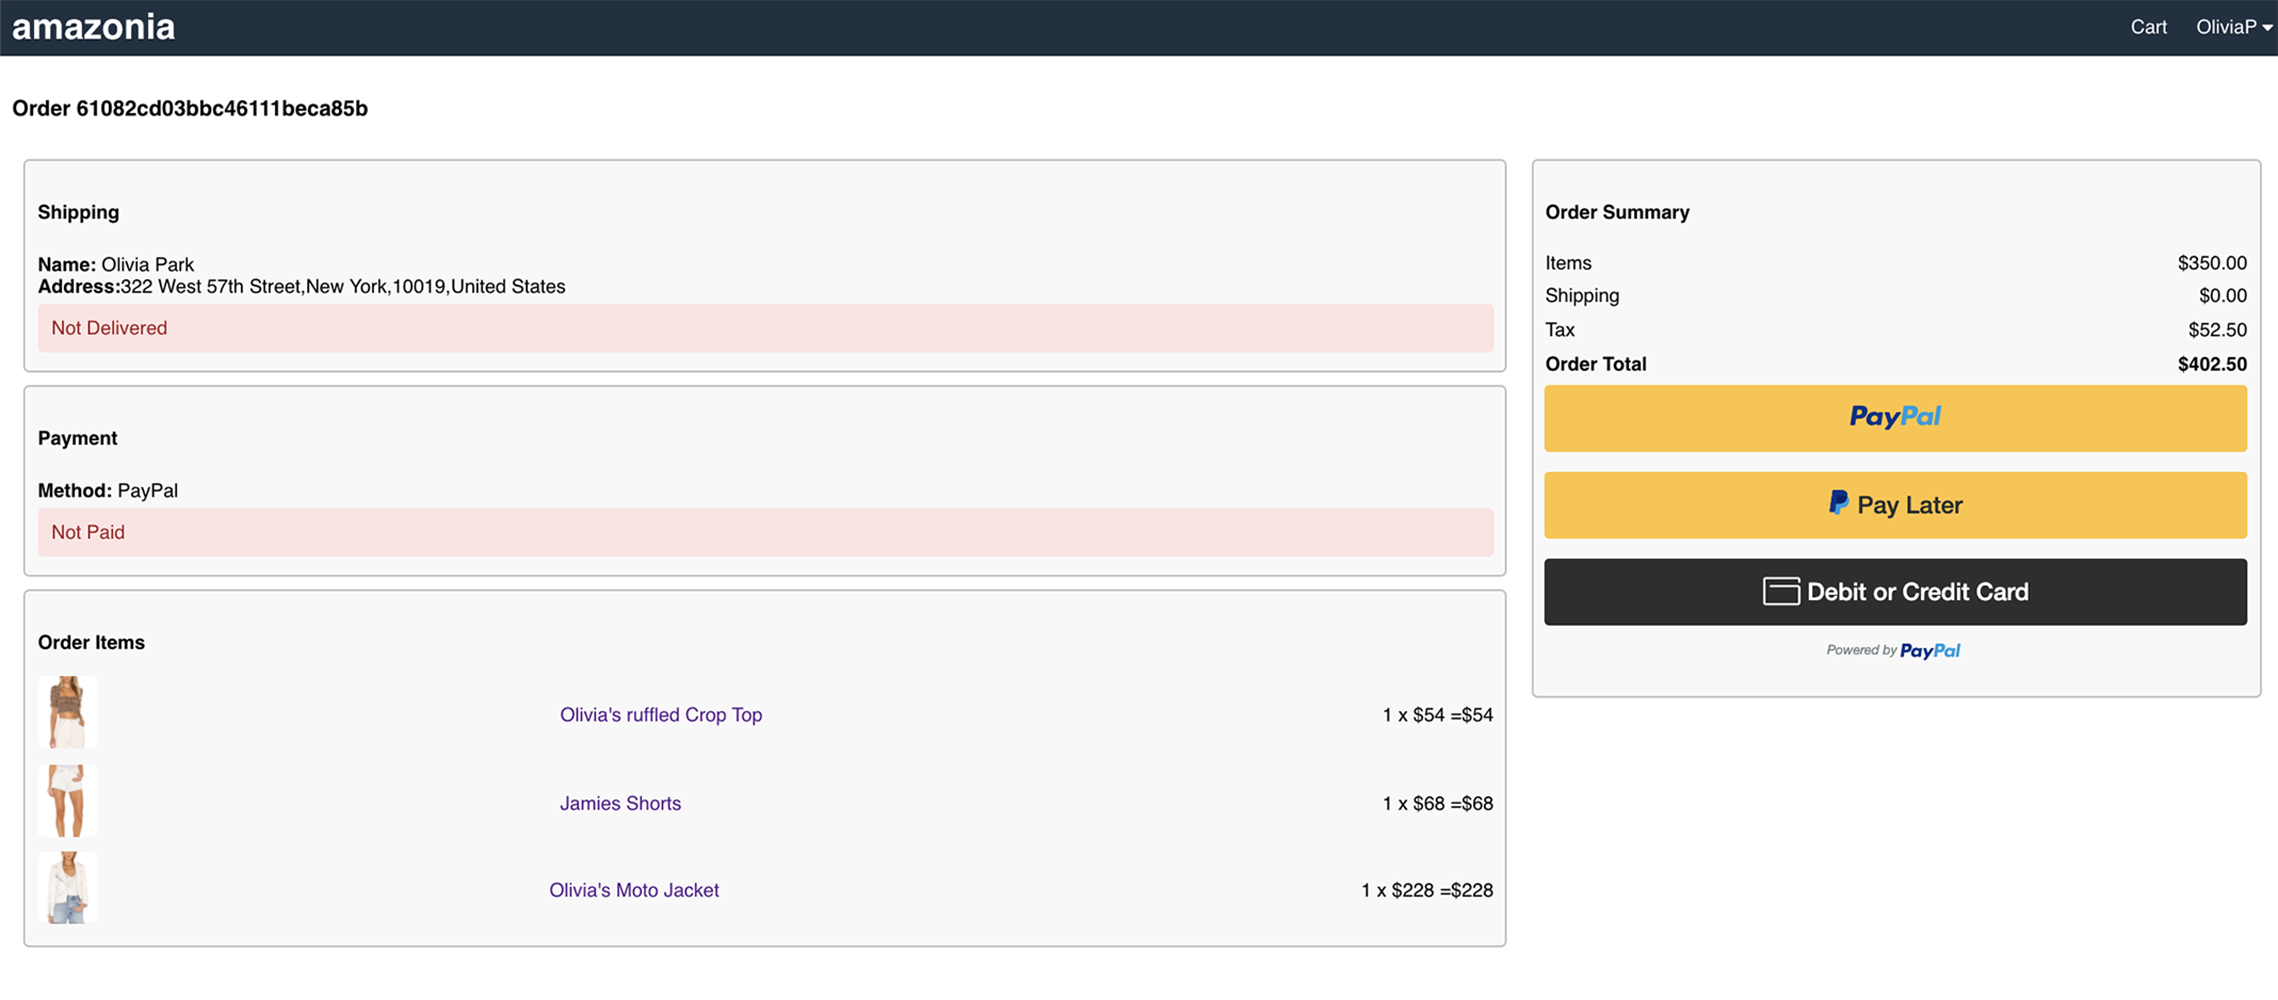 amazonia
Cart OliviaP
Order 61082cd03bbc46111beca85b
Shipping
Name: Olivia Park
Address:322 West 57th Street,New York,10019,United States
Not Delivered
Payment
Method: PayPal
Not Paid
Order Items
Olivia's ruffled Crop Top 1 x $54 =$54
Jamies Shorts 1 x $68 =$68
Olivia's Moto Jacket 1 x $228 =$228
Order Summary
Items $350.00
Shipping $0.00
Tax $52.50
Order Total $402.50
PayPal
Pay Later
Debit or Credit Card
Powered by PayPal